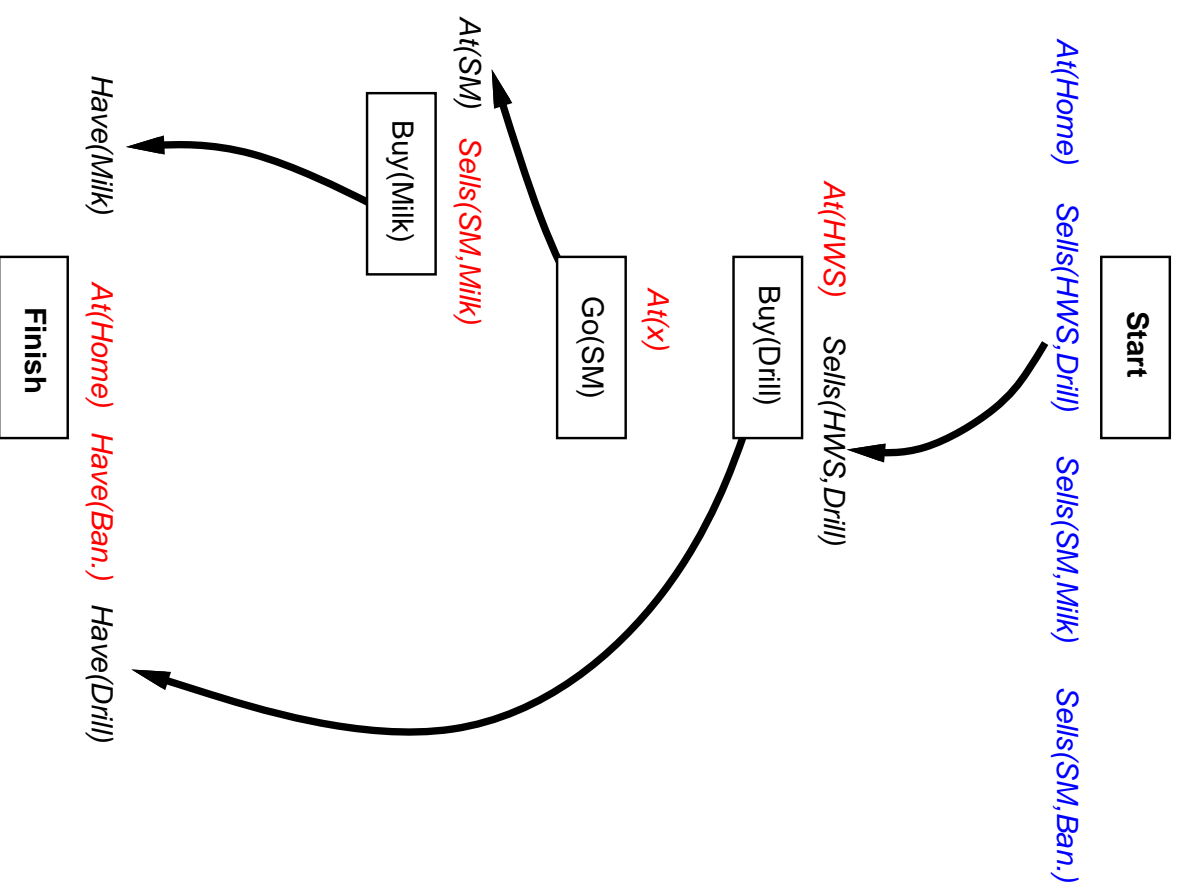 Start
At(Home) Sells(HWS,Drill) Sells(SM,Milk) Sells(SM,Ban.)
At(HWS) Sells(HWS,Drill)
Buy(Drill)
At(x)
Go(SM)
At(SM) Sells(SM,Milk)
Buy(Milk)
Have(Milk) At(Home) Have(Ban.) Have(Drill)
Finish